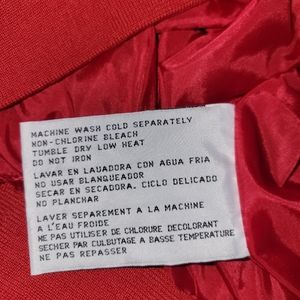 MACHINE WASH COLD SEPARATELY
NON-CHLORINE BLEACH
TUMBLE DRY LOW HEAT
DO NOT IRON
LAVAR EN LAUADORA CON AGUA FRIA
NO USAR BLANQUEADOR
SECAR EN SECADORA. CICLO DELICADO
NO PLANCHAR
LAVER SEPAREMENT A LA MACHINE
A L'EAU FROIDE
NE PAS UTILISER DE CHLORURE DECOLORANT
SECHER PAR CULBUTAGE A BASSE TEMPERATURE
NE PAS REPASSER